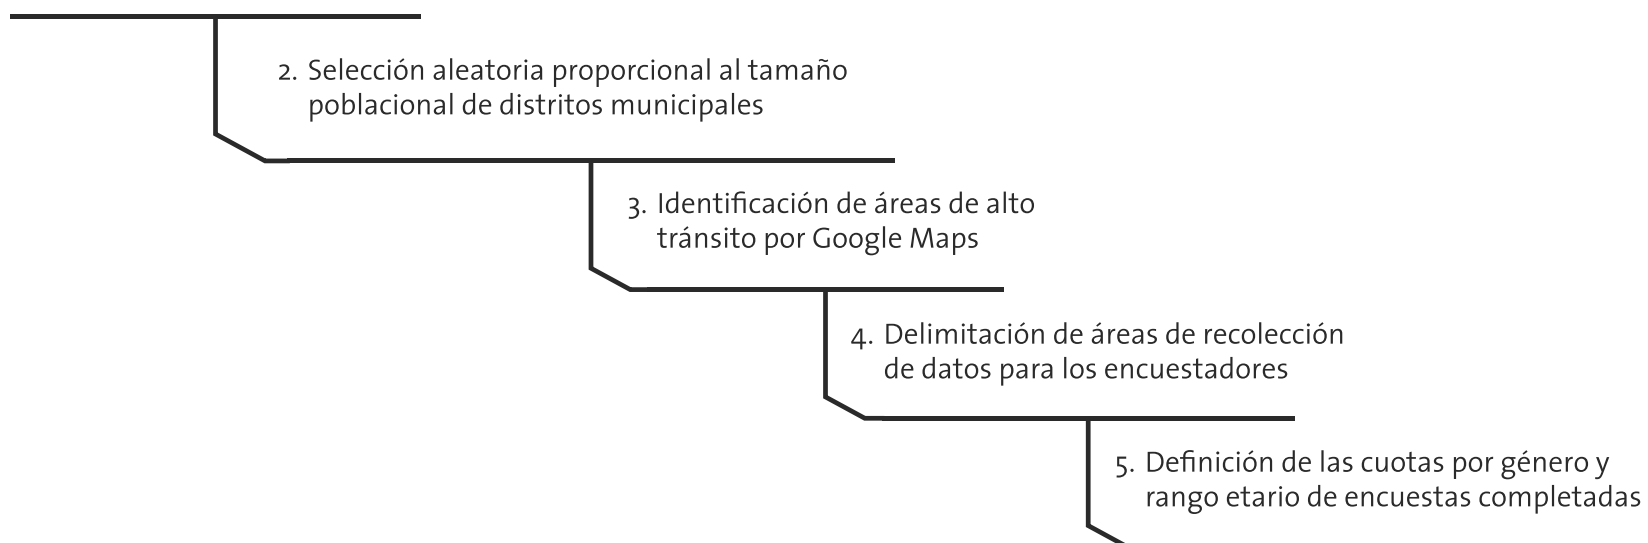 2. Selección aleatoria proporcional al tamaño
poblacional de distritos municipales
3. Identificación de áreas de alto
tránsito por Google Maps
4. Delimitación de áreas de recolección
de datos para los encuestadores
5. Definición de las cuotas por género y
rango etario de encuestas completadas